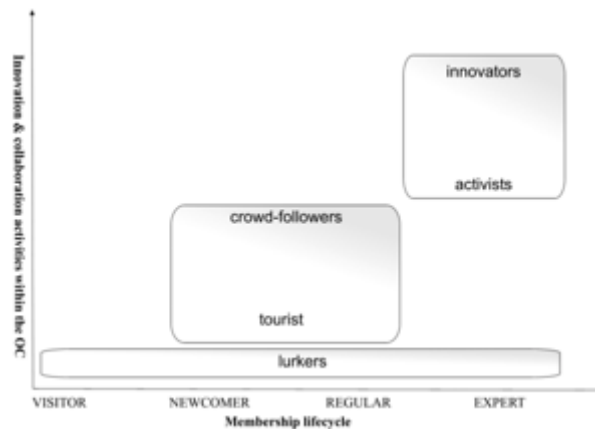 Innovation & collaboration activities within the OC
innovators
activists
crowd-followers
tourist
lurkers
VISITOR NEWCOMER REGULAR EXPERT
Membership lifecycle